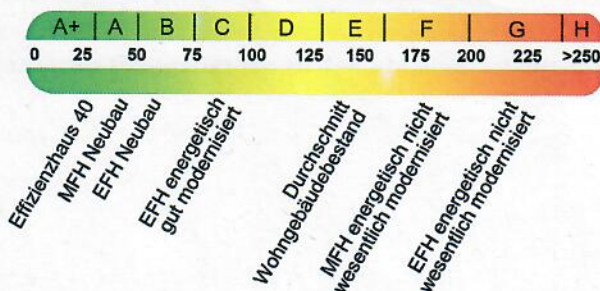 A+ A B C D E F G H
0 25 50 75 100 125 150 175 200 225 >250
Effizienzhaus 40
MFH Neubau
EFH Neubau
EFH energetisch
gut modernisiert
Durchschnitt
Wohngebäudebestand
MFH energetisch nicht
wesentlich modernisiert
EFH energetisch nicht
wesentlich modernisiert